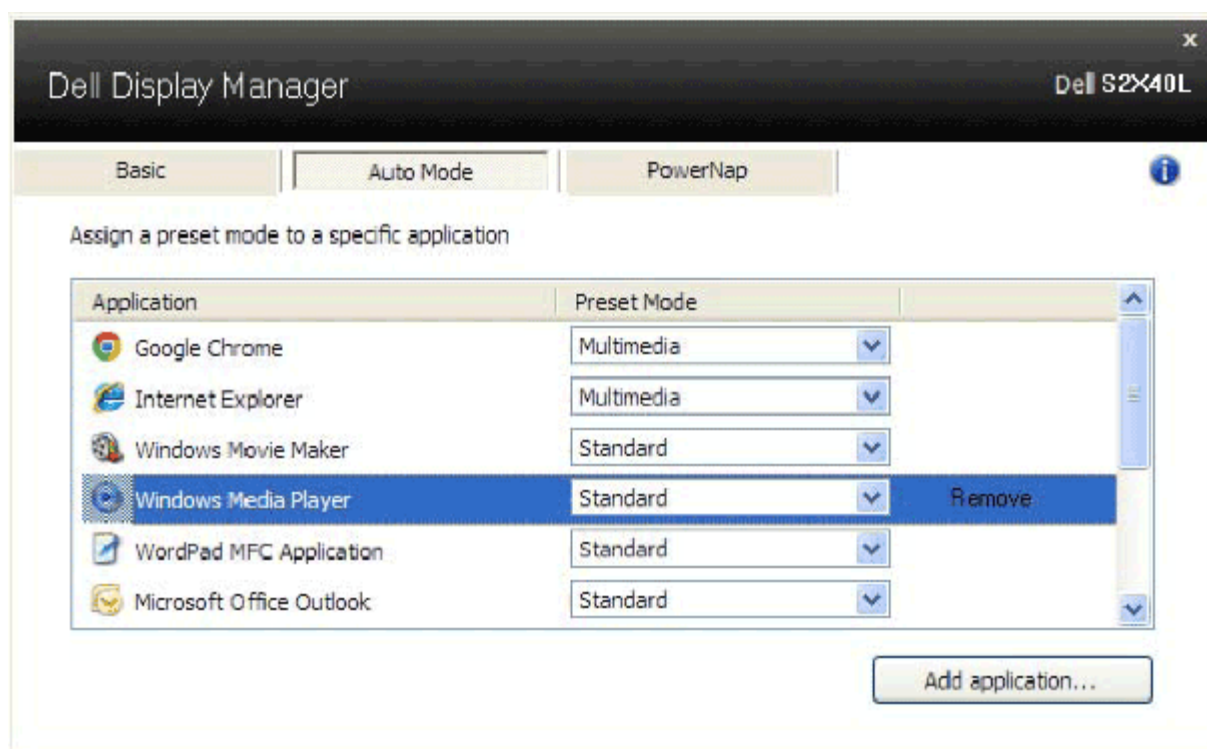 x
Dell Display Manager Dell S2X40L
Basic Auto Mode PowerNap
Assign a preset mode to a specific application
Application Preset Mode
Google Chrome Multimedia
Internet Explorer Multimedia
Windows Movie Maker Standard
Windows Media Player Standard Remove
WordPad MFC Application Standard
Microsoft Office Outlook Standard
Add application...